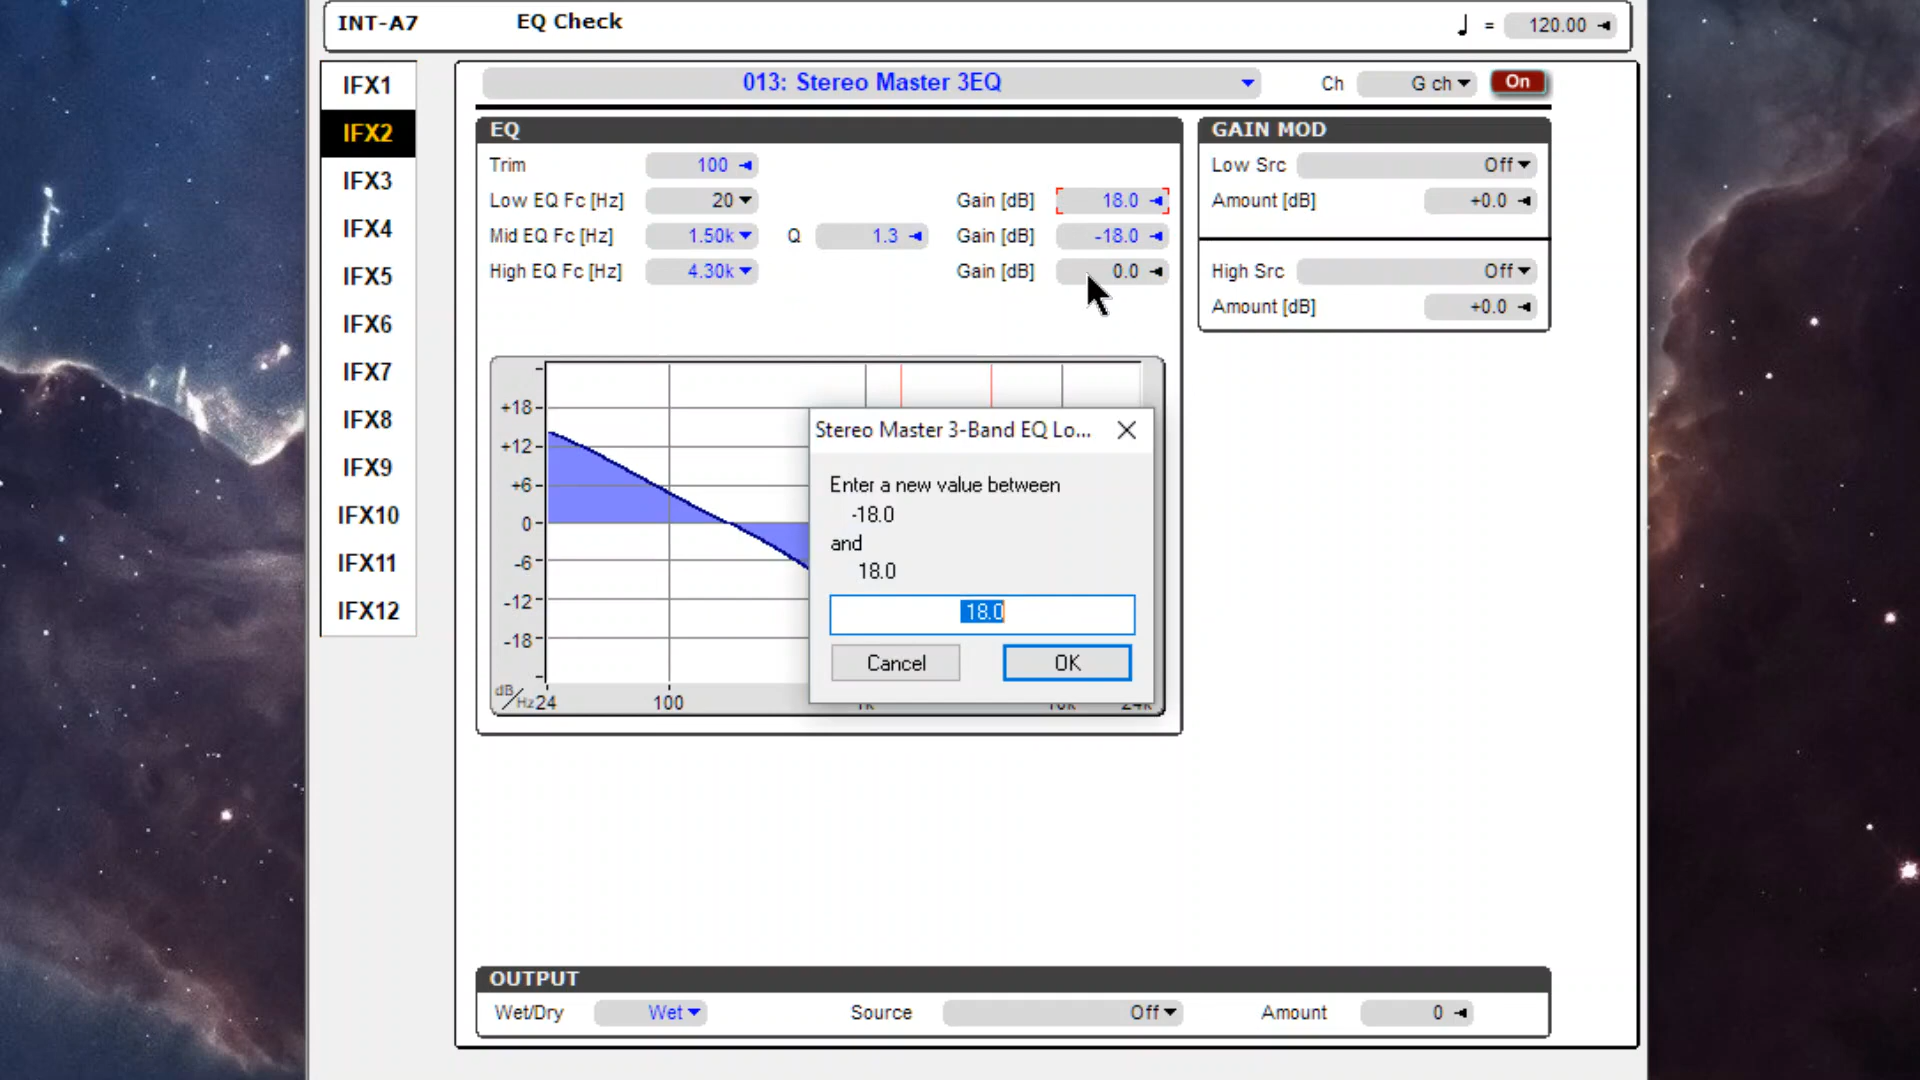 INT-A7 EQ Check ♩ = 120.00
013: Stereo Master 3EQ Ch G ch On
IFX1
IFX2
IFX3
IFX4
IFX5
IFX6
IFX7
IFX8
IFX9
IFX10
IFX11
IFX12
EQ
Trim 100
Low EQ Fc [Hz] 20 Gain [dB] 18.0
Mid EQ Fc [Hz] 1.50k Q 1.3 Gain [dB] -18.0
High EQ Fc [Hz] 4.30k Gain [dB] 0.0
GAIN MOD
Low Src Off
Amount [dB] +0.0
High Src Off
Amount [dB] +0.0
+18
+12
+6
0
-6
-12
-18
dB/Hz 24 100 1k 10k 24k
Stereo Master 3-Band EQ Lo...
Enter a new value between
-18.0
and
18.0
18.0
Cancel OK
OUTPUT
Wet/Dry Wet Source Off Amount 0